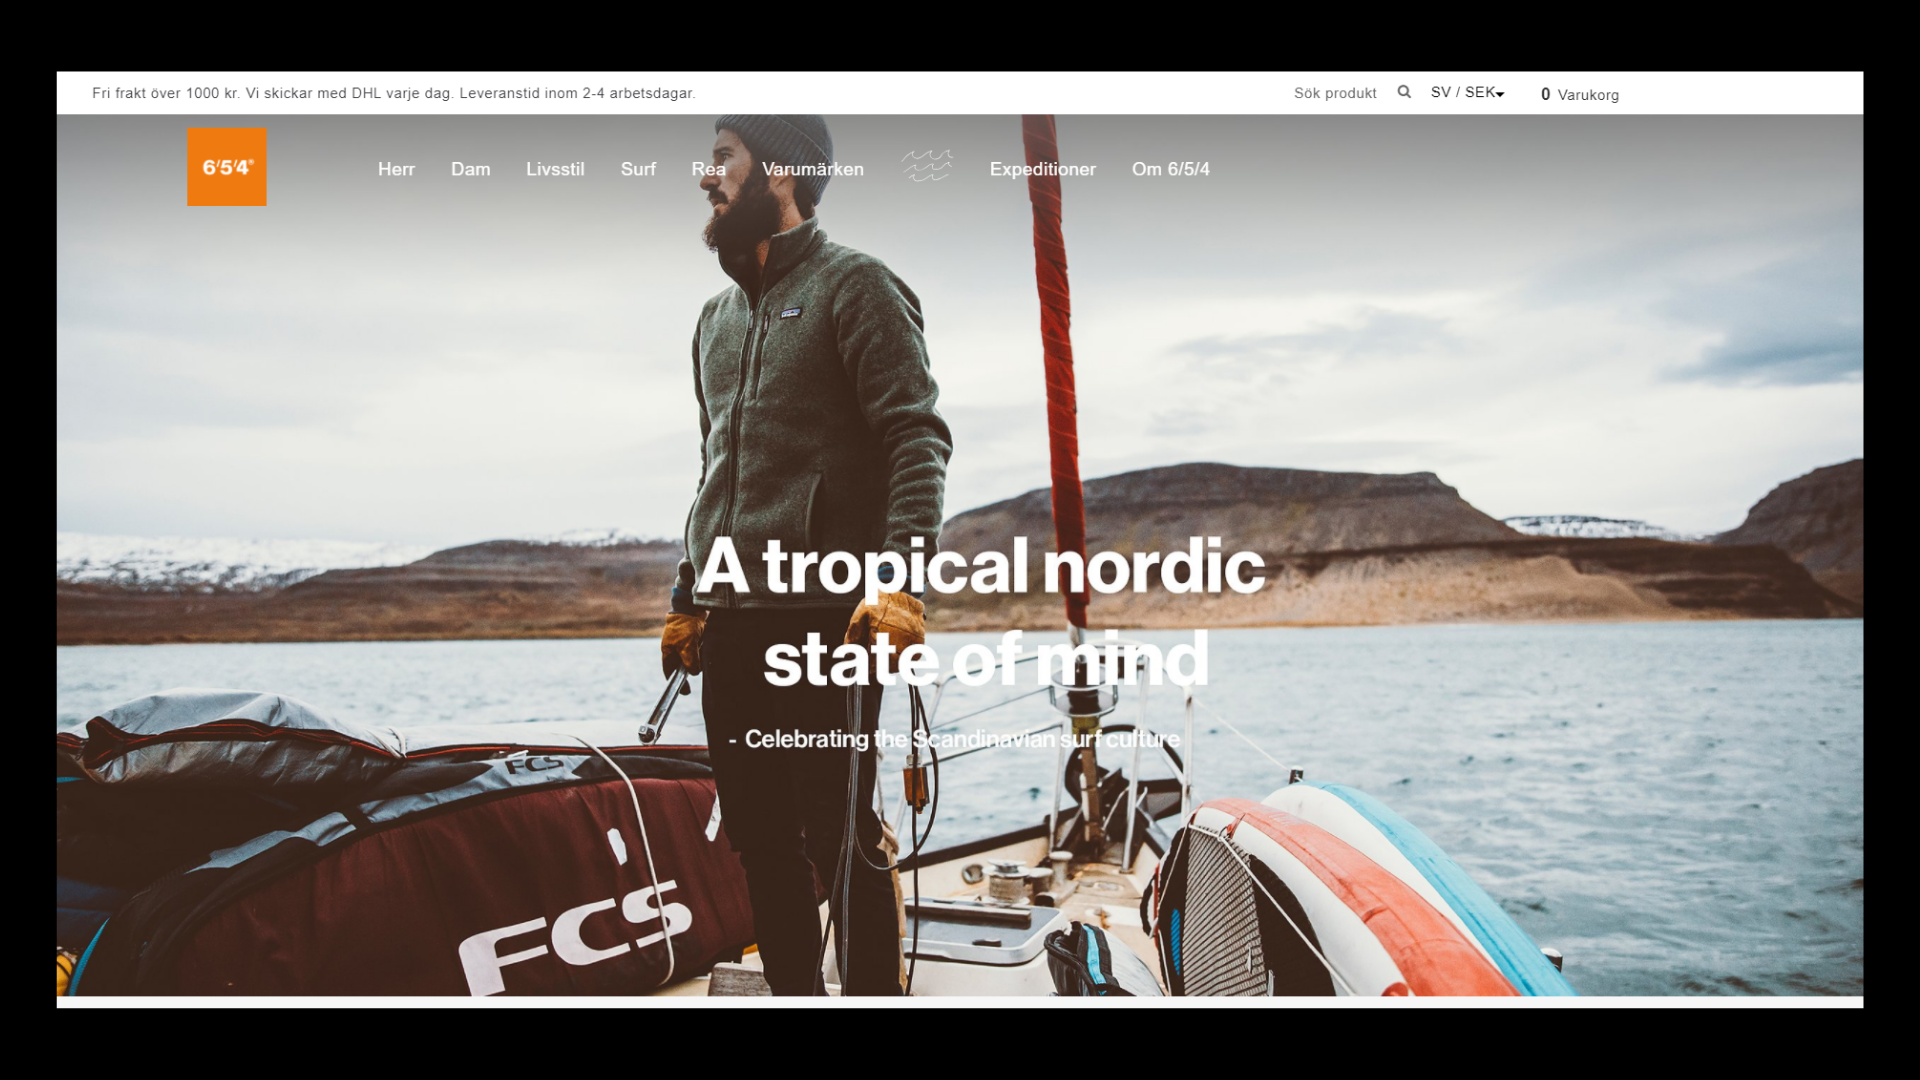 Fri frakt över 1000 kr. Vi skickar med DHL varje dag. Leveranstid inom 2-4 arbetsdagar.
Sök produkt SV / SEK 0 Varukorg
6'5'4'
Herr Dam Livsstil Surf Rea Varumärken Expeditioner Om 6/5/4
A tropical nordic
state of mind
- Celebrating the Scandinavian surf culture
FCS
FCS